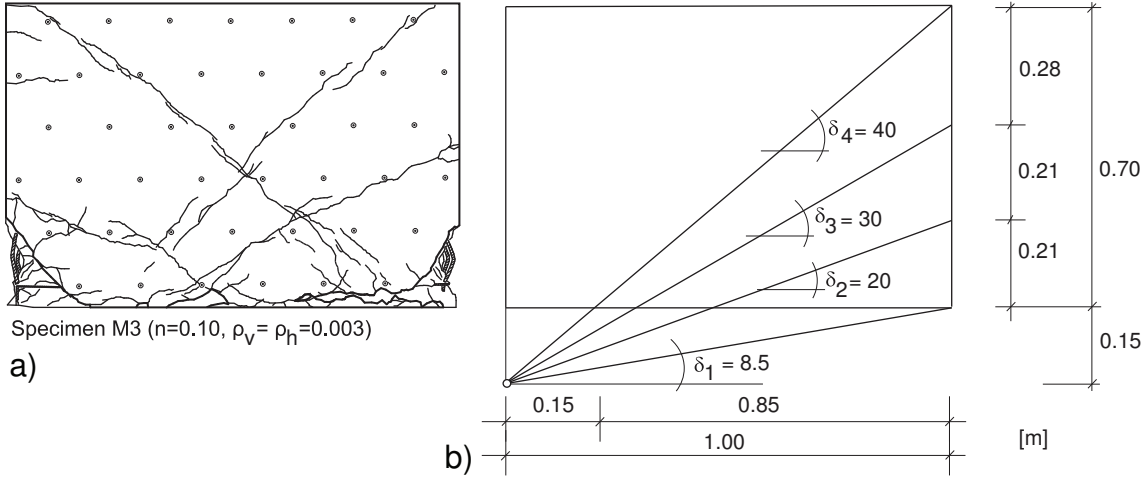 Specimen M3 (n=0.10, ρv= ρh=0.003)
a)
δ4 = 40
δ3 = 30
δ2 = 20
δ1 = 8.5
0.28
0.21
0.70
0.21
0.15
0.15
0.85
1.00
[m]
b)